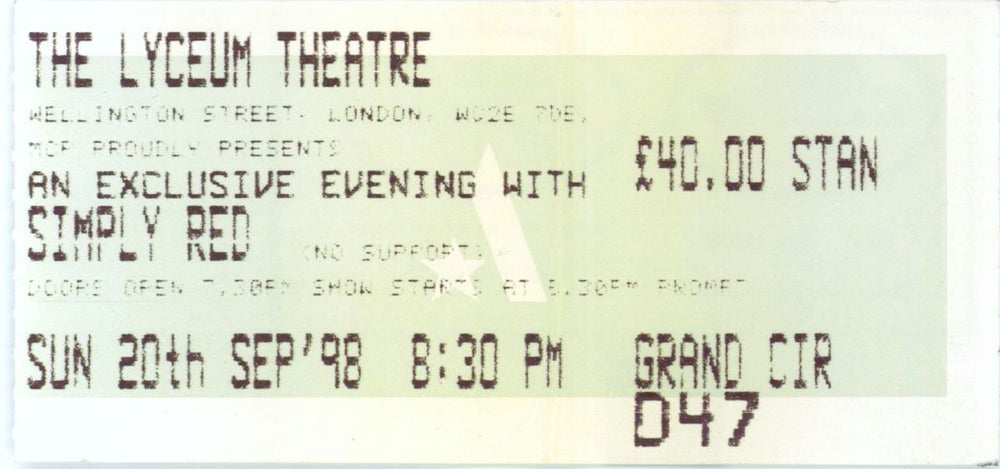 THE LYCEUM THEATRE
WELLINGTON STREET, LONDON, WC2E 7DE,
MCP PROUDLY PRESENTS
£40.00 STAN
AN EXCLUSIVE EVENING WITH
SIMPLY RED (NO SUPPORT)
DOORS OPEN 7.30PM SHOW STARTS AT 8.30PM PROMPT
SUN 20th SEP'98 8:30 PM GRAND CIR
D47